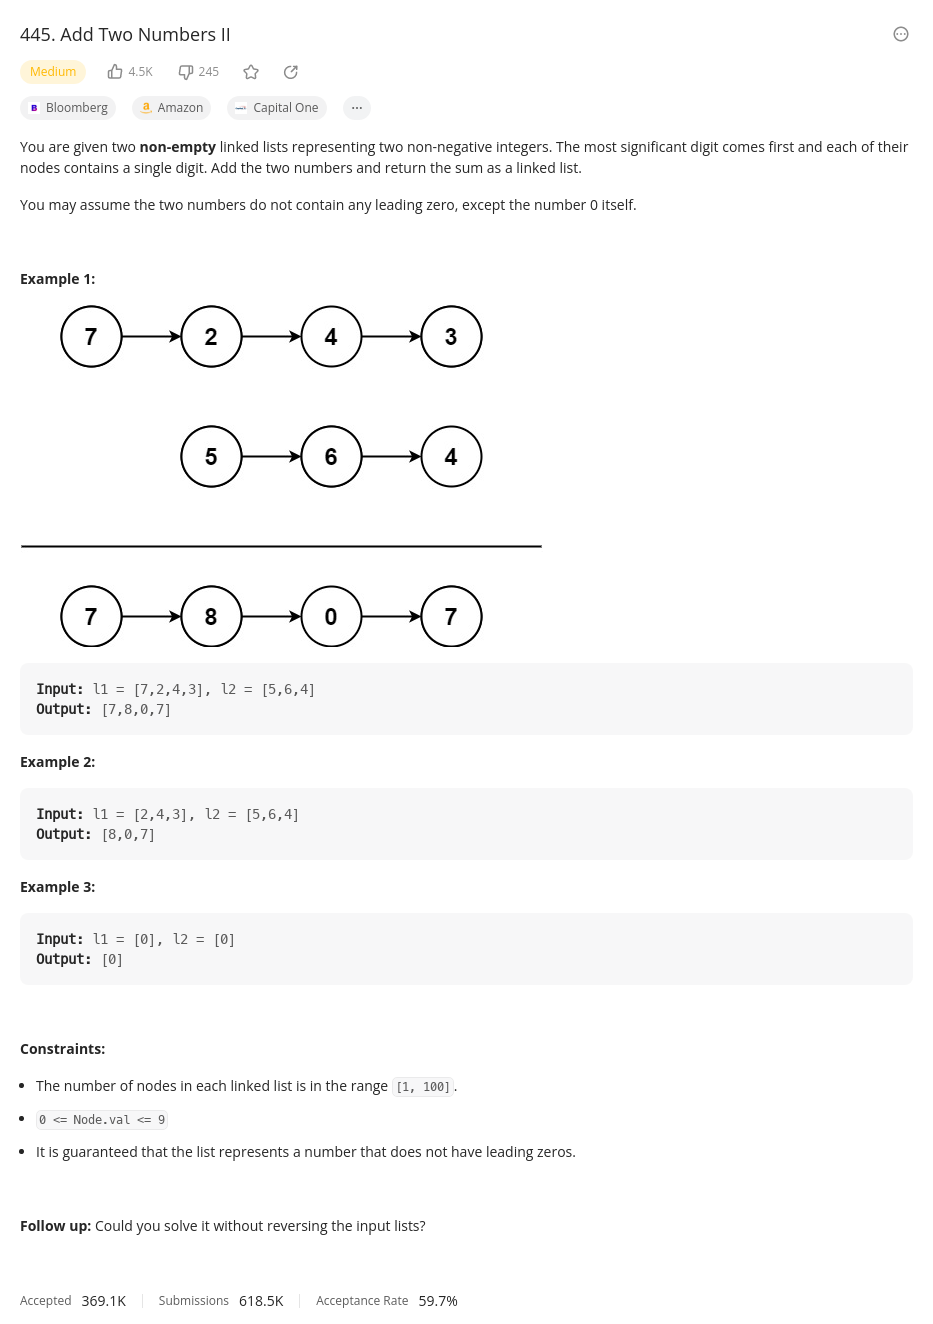 445. Add Two Numbers II
Medium 4.5K 245
Bloomberg Amazon Capital One ...
You are given two non-empty linked lists representing two non-negative integers. The most significant digit comes first and each of their
nodes contains a single digit. Add the two numbers and return the sum as a linked list.
You may assume the two numbers do not contain any leading zero, except the number 0 itself.
Example 1:
7 2 4 3
5 6 4
7 8 0 7
Input: l1 = [7,2,4,3], l2 = [5,6,4]
Output: [7,8,0,7]
Example 2:
Input: l1 = [2,4,3], l2 = [5,6,4]
Output: [8,0,7]
Example 3:
Input: l1 = [0], l2 = [0]
Output: [0]
Constraints:
• The number of nodes in each linked list is in the range [1, 100].
• 0 <= Node.val <= 9
• It is guaranteed that the list represents a number that does not have leading zeros.
Follow up: Could you solve it without reversing the input lists?
Accepted 369.1K Submissions 618.5K Acceptance Rate 59.7%